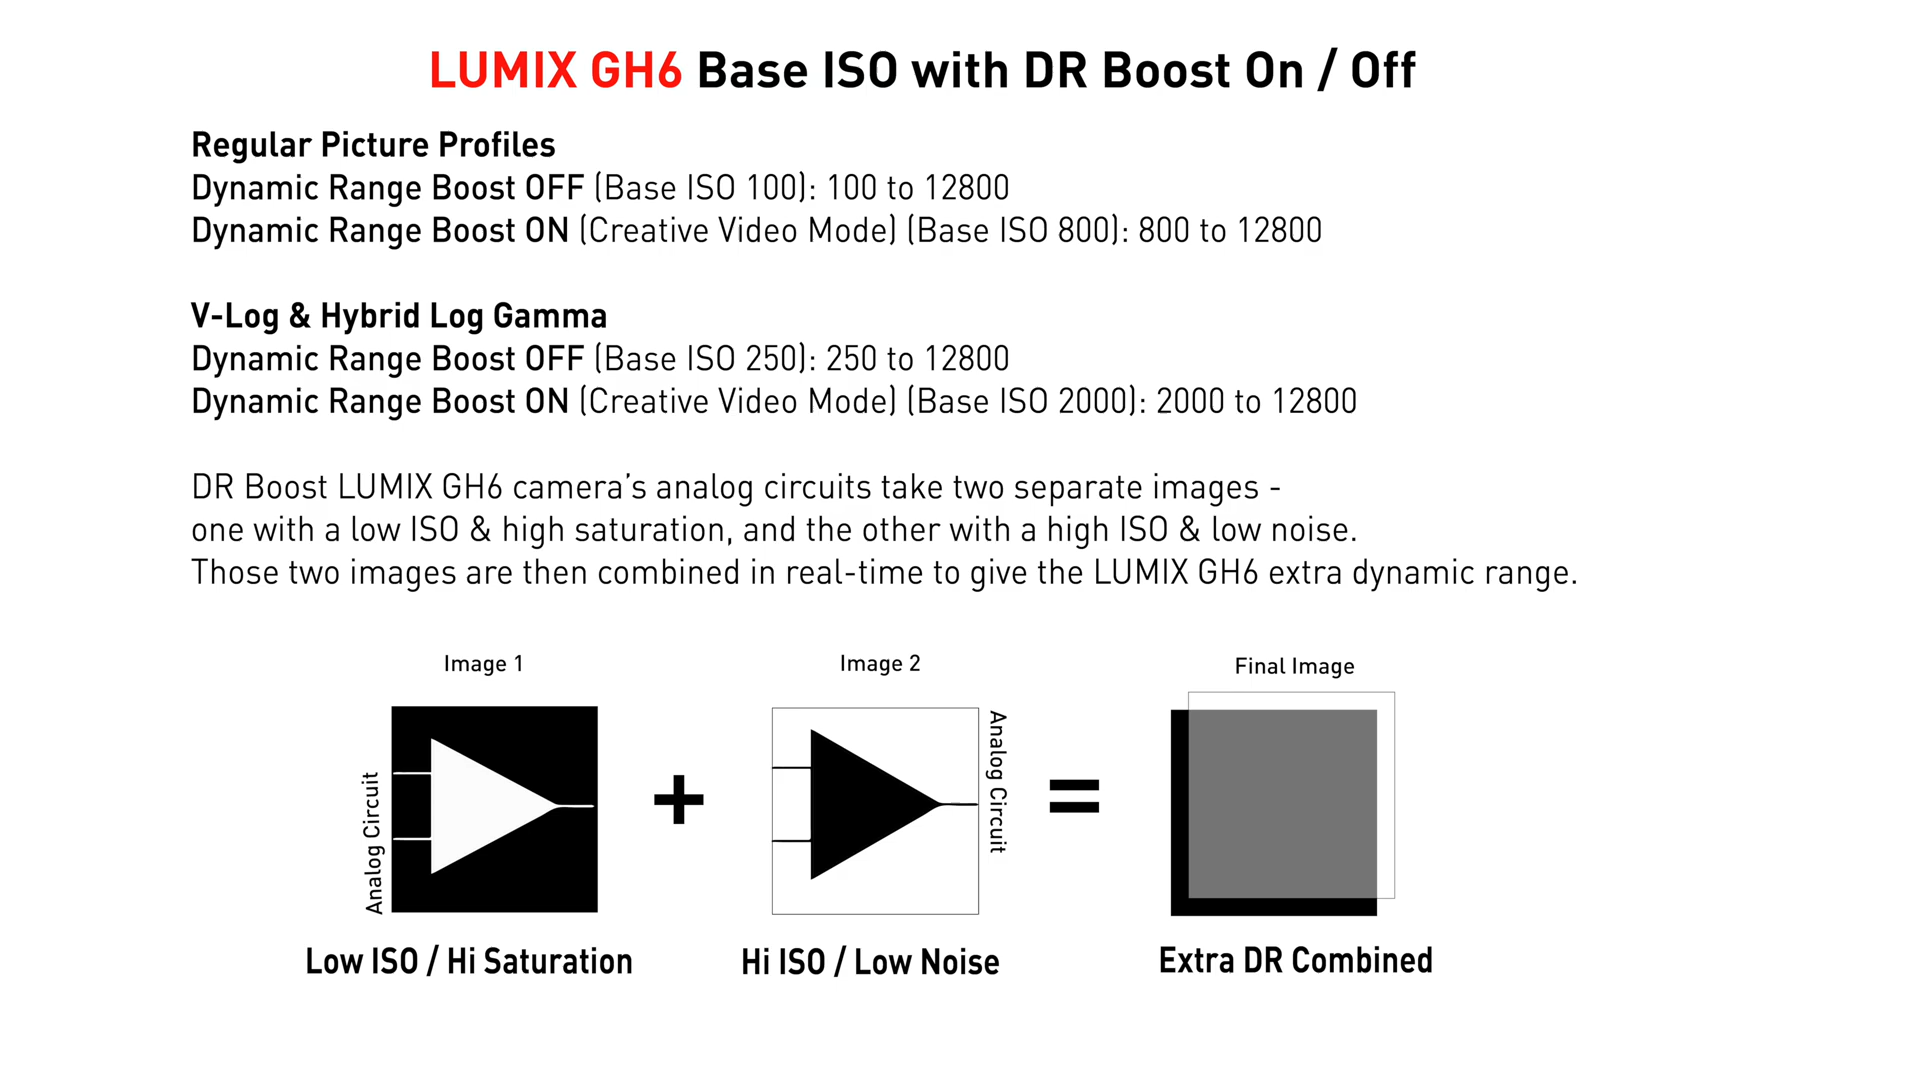 LUMIX GH6 Base ISO with DR Boost On / Off
Regular Picture Profiles
Dynamic Range Boost OFF (Base ISO 100): 100 to 12800
Dynamic Range Boost ON (Creative Video Mode) (Base ISO 800): 800 to 12800
V-Log & Hybrid Log Gamma
Dynamic Range Boost OFF (Base ISO 250): 250 to 12800
Dynamic Range Boost ON (Creative Video Mode) (Base ISO 2000): 2000 to 12800
DR Boost LUMIX GH6 camera’s analog circuits take two separate images -
one with a low ISO & high saturation, and the other with a high ISO & low noise.
Those two images are then combined in real-time to give the LUMIX GH6 extra dynamic range.
Image 1
Analog Circuit
Low ISO / Hi Saturation
+
Image 2
Analog Circuit
Hi ISO / Low Noise
=
Final Image
Extra DR Combined